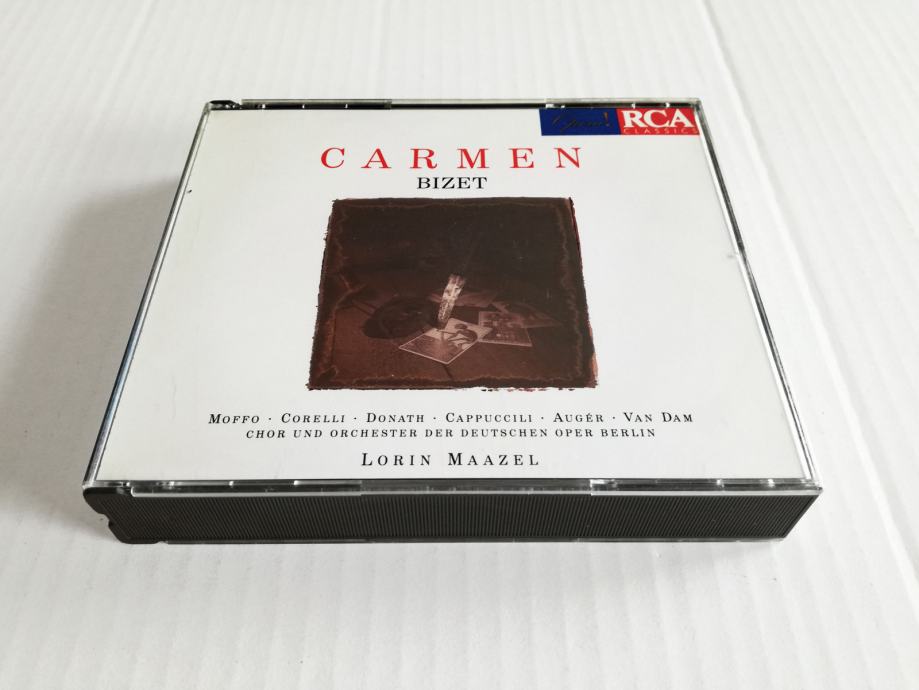 Opera! RCA
CLASSICS
CARMEN
BIZET
MOFFO · CORELLI · DONATH · CAPPUCCILI · AUGÉR · VAN DAM
CHOR UND ORCHESTER DER DEUTSCHEN OPER BERLIN
LORIN MAAZEL